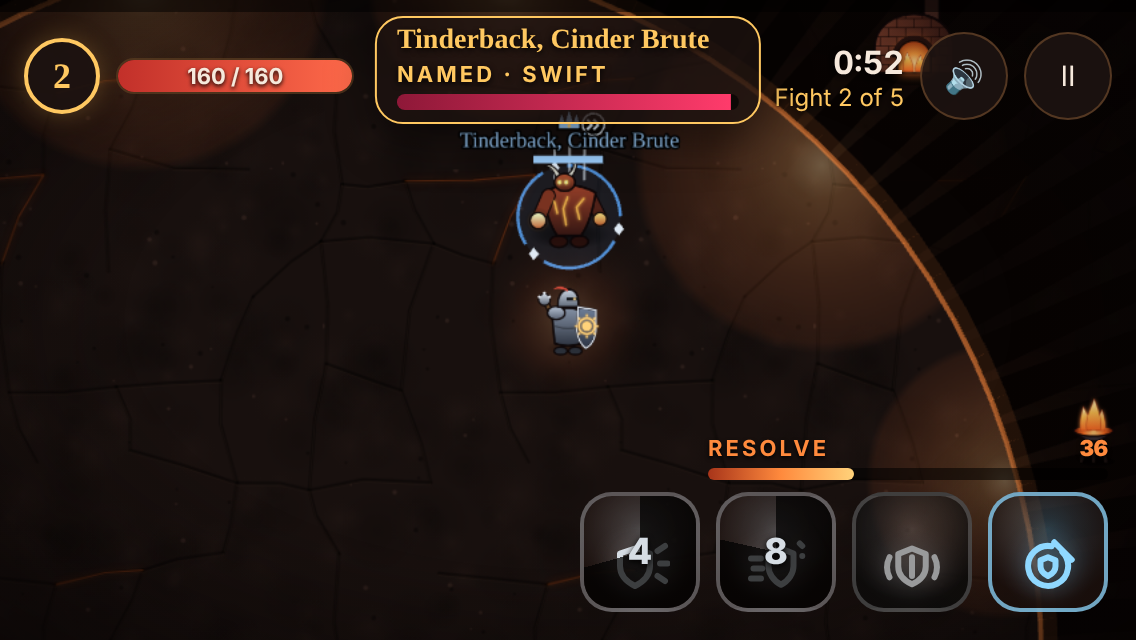 2
160 / 160
Tinderback, Cinder Brute
NAMED · SWIFT
0:52
Fight 2 of 5
Tinderback, Cinder Brute
36
RESOLVE
4
8